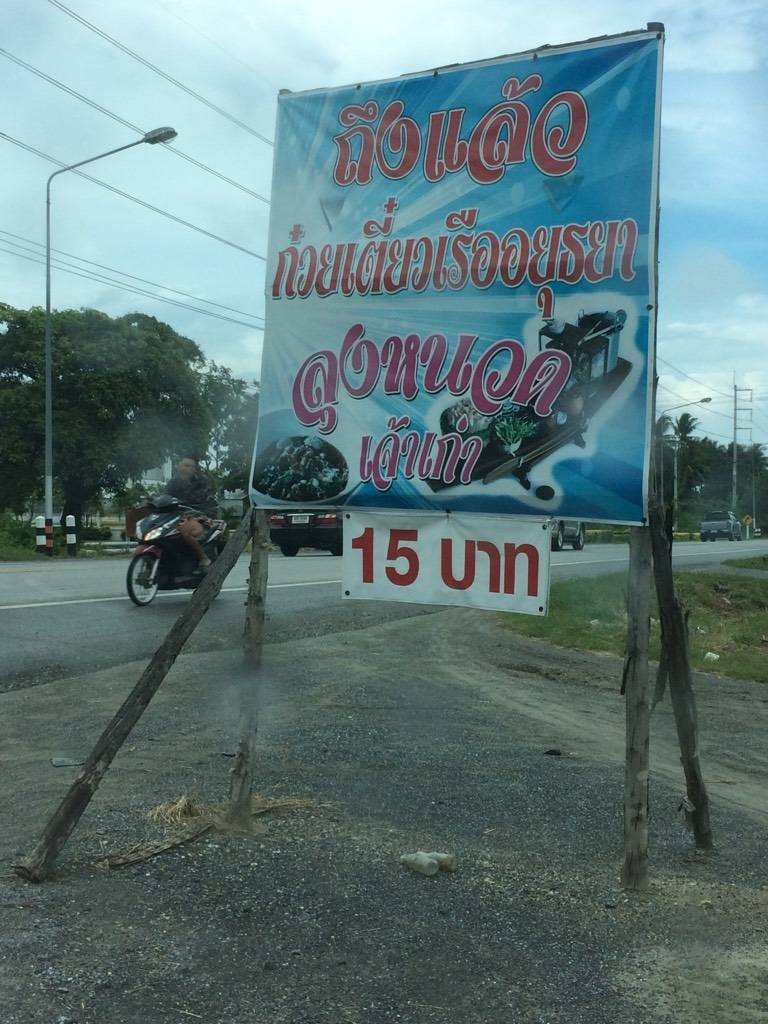 ถึงแล้ว
ก๋วยเตี๋ยวเรืออยุธยา
ลุงหนวด
เจ้าเก่า
15 บาท